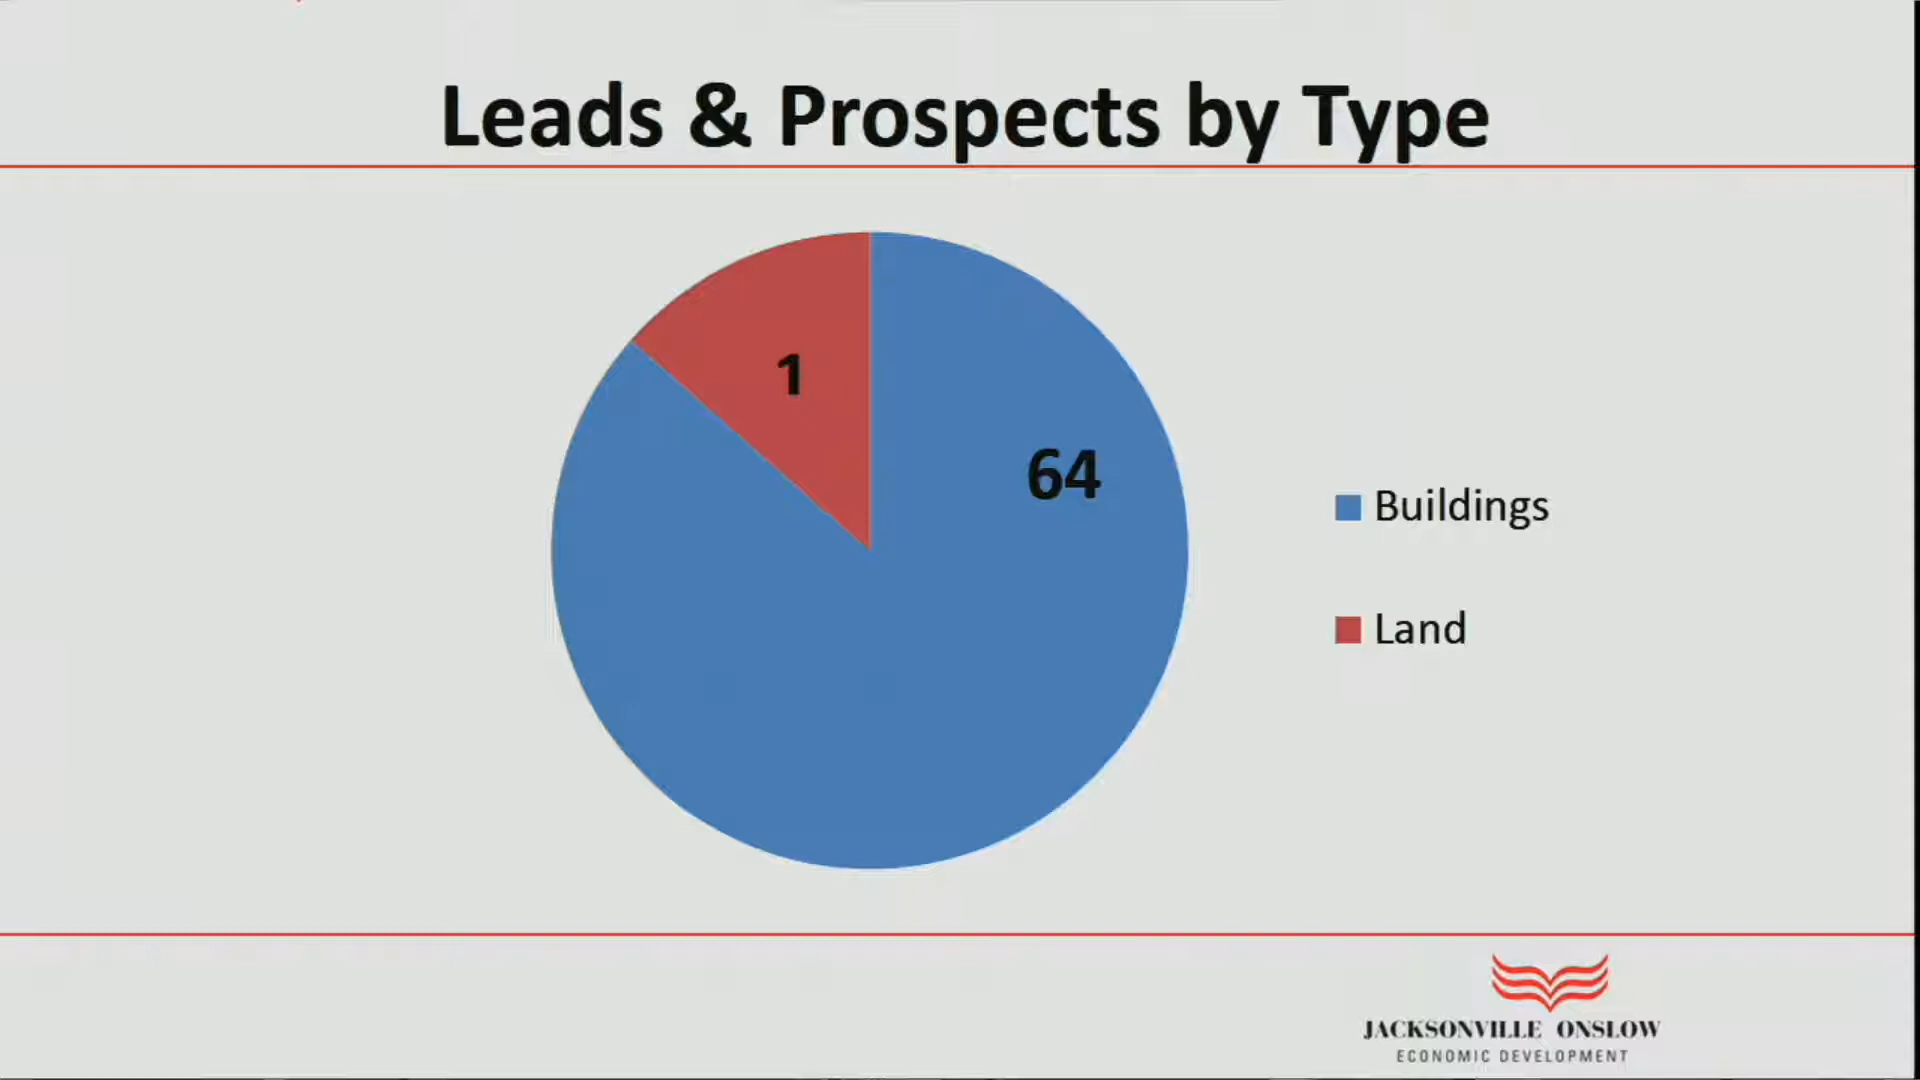 Leads & Prospects by Type
1
64
Buildings
Land
JACKSONVILLE ONSLOW
ECONOMIC DEVELOPMENT